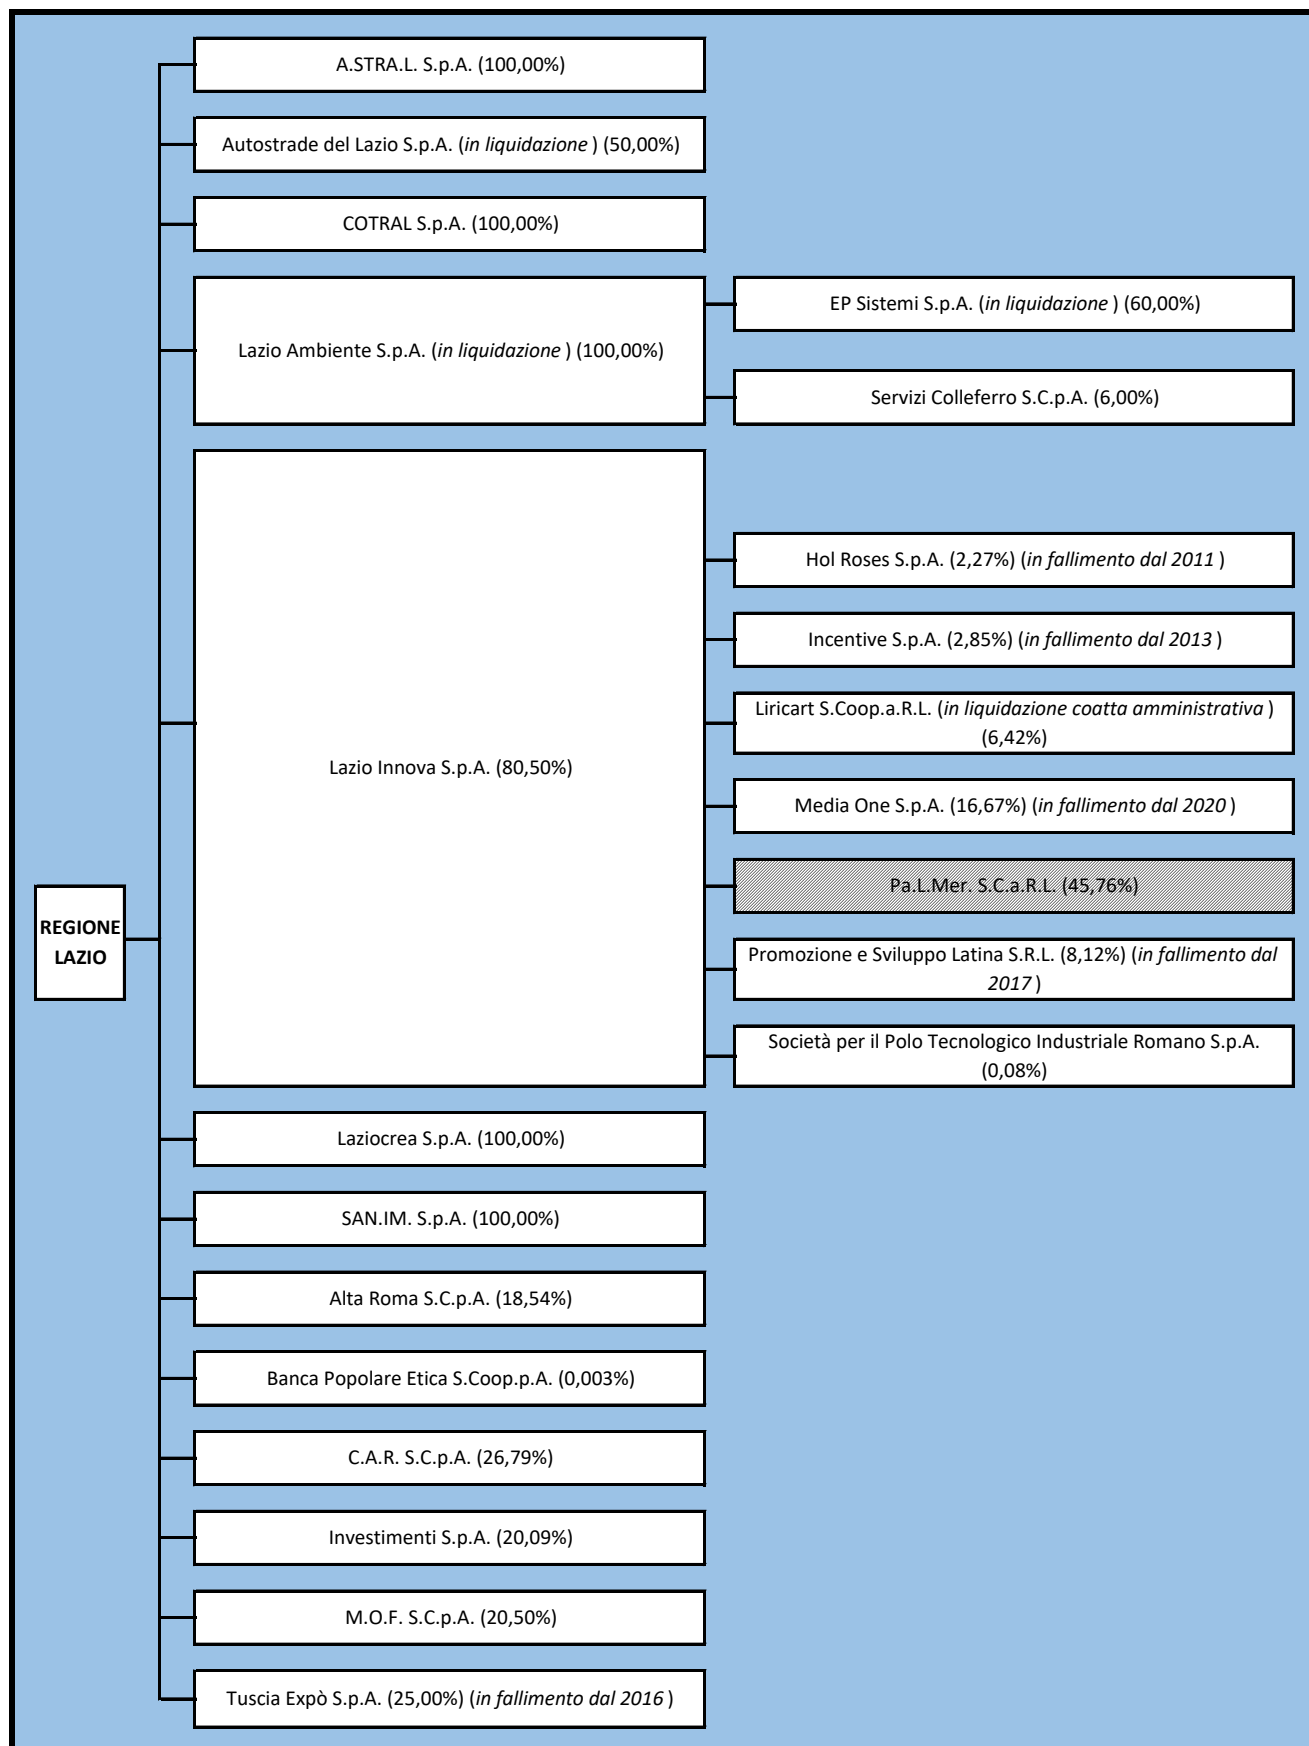 A.STRA.L. S.p.A. (100,00%)
Autostrade del Lazio S.p.A. (in liquidazione ) (50,00%)
COTRAL S.p.A. (100,00%)
EP Sistemi S.p.A. (in liquidazione ) (60,00%)
Lazio Ambiente S.p.A. (in liquidazione ) (100,00%)
Servizi Colleferro S.C.p.A. (6,00%)
Hol Roses S.p.A. (2,27%) (in fallimento dal 2011 )
Incentive S.p.A. (2,85%) (in fallimento dal 2013 )
Liricart S.Coop.a.R.L. (in liquidazione coatta amministrativa )
(6,42%)
Lazio Innova S.p.A. (80,50%)
Media One S.p.A. (16,67%) (in fallimento dal 2020 )
Pa.L.Mer. S.C.a.R.L. (45,76%)
REGIONE
LAZIO
Promozione e Sviluppo Latina S.R.L. (8,12%) (in fallimento dal
2017 )
Società per il Polo Tecnologico Industriale Romano S.p.A.
(0,08%)
Laziocrea S.p.A. (100,00%)
SAN.IM. S.p.A. (100,00%)
Alta Roma S.C.p.A. (18,54%)
Banca Popolare Etica S.Coop.p.A. (0,003%)
C.A.R. S.C.p.A. (26,79%)
Investimenti S.p.A. (20,09%)
M.O.F. S.C.p.A. (20,50%)
Tuscia Expò S.p.A. (25,00%) (in fallimento dal 2016 )